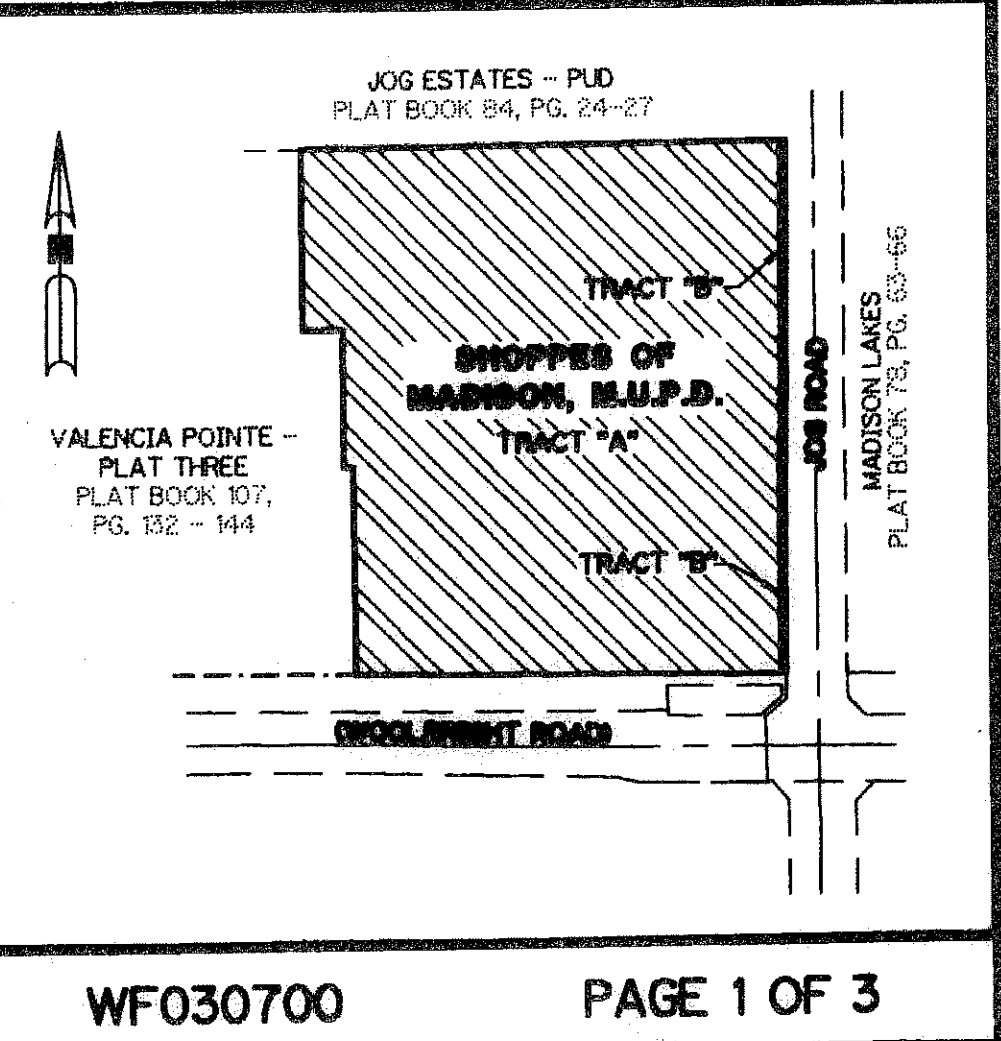 JOG ESTATES -- PUD
PLAT BOOK 84, PG. 24-27
TRACT "B"
SHOPPES OF
MADISON, M.U.P.D.
TRACT "A"
JOG ROAD
MADISON LAKES
PLAT BOOK 78, PG. 63-66
VALENCIA POINTE --
PLAT THREE
PLAT BOOK 107,
PG. 132 -- 144
TRACT "B"
(WOOLBRIGHT ROAD)
WF030700
PAGE 1 OF 3